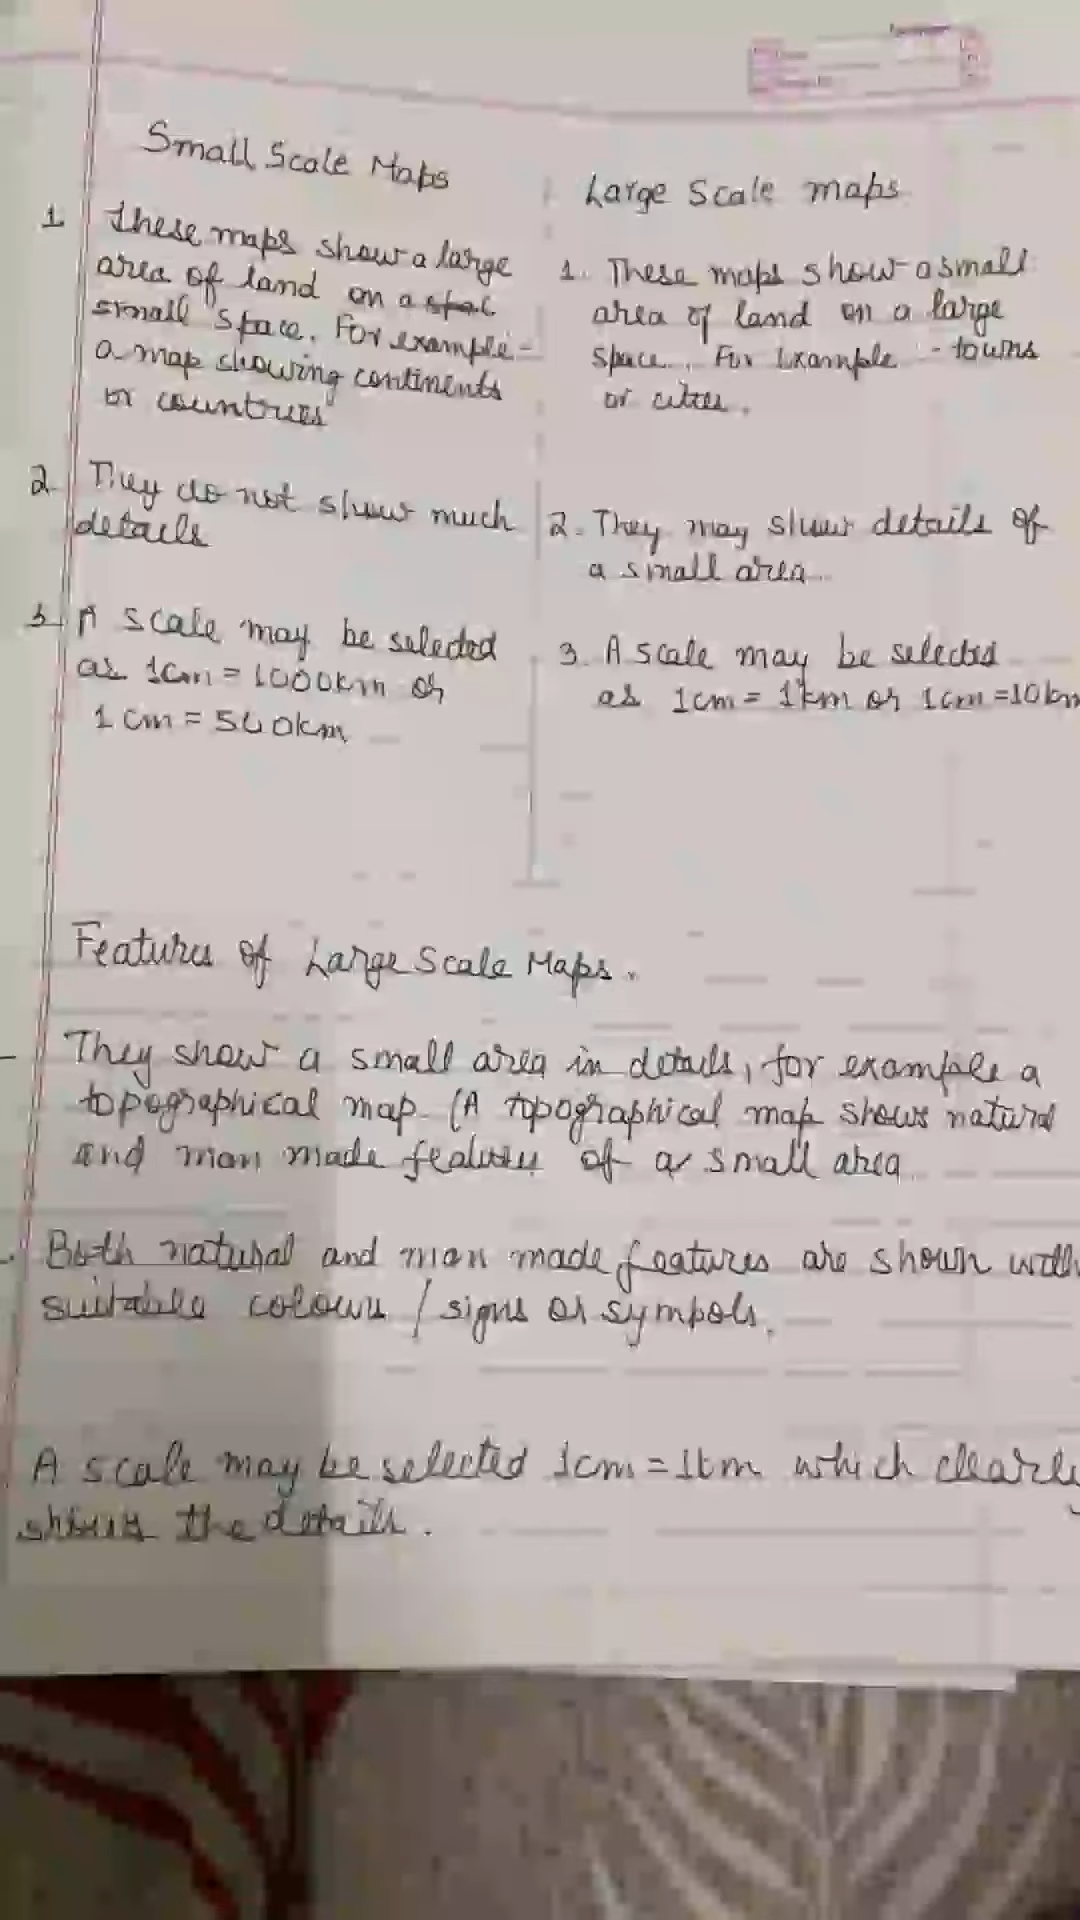 Small Scale Maps
1 These maps show a large
area of land on a
small space. For example -
a map showing continents
or countries
2. They do not show much
details
3. A scale may be selected
as 1cm = 1000km or
1 cm = 500km
Large Scale maps
1. These maps show a small
area of land on a large
space. For Example :- towns
or cities.
2. They may show details of
a small area.
3. A scale may be selected
as 1cm = 1km or 1cm = 10km
Features of Large Scale Maps.
- They show a small area in details, for example a
topographical map (A topographical map shows natural
and man made features of a small area
Both natural and man made features are shown with
suitable colours / signs or symbols.
A scale may be selected 1cm = 1km which clearly
shows the details.